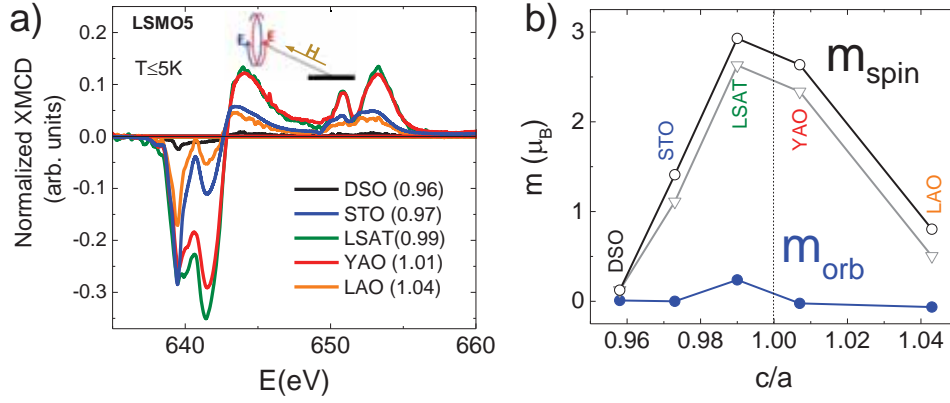 a)
LSMO5
T≤5K
H
E
E
Normalized XMCD
(arb. units)
0.2
0.1
0.0
-0.1
-0.2
-0.3
DSO (0.96)
STO (0.97)
LSAT(0.99)
YAO (1.01)
LAO (1.04)
640
650
660
E(eV)
b)
m (μB)
3
2
1
0
DSO
STO
LSAT
YAO
LAO
mspin
morb
0.96
0.98
1.00
1.02
1.04
c/a